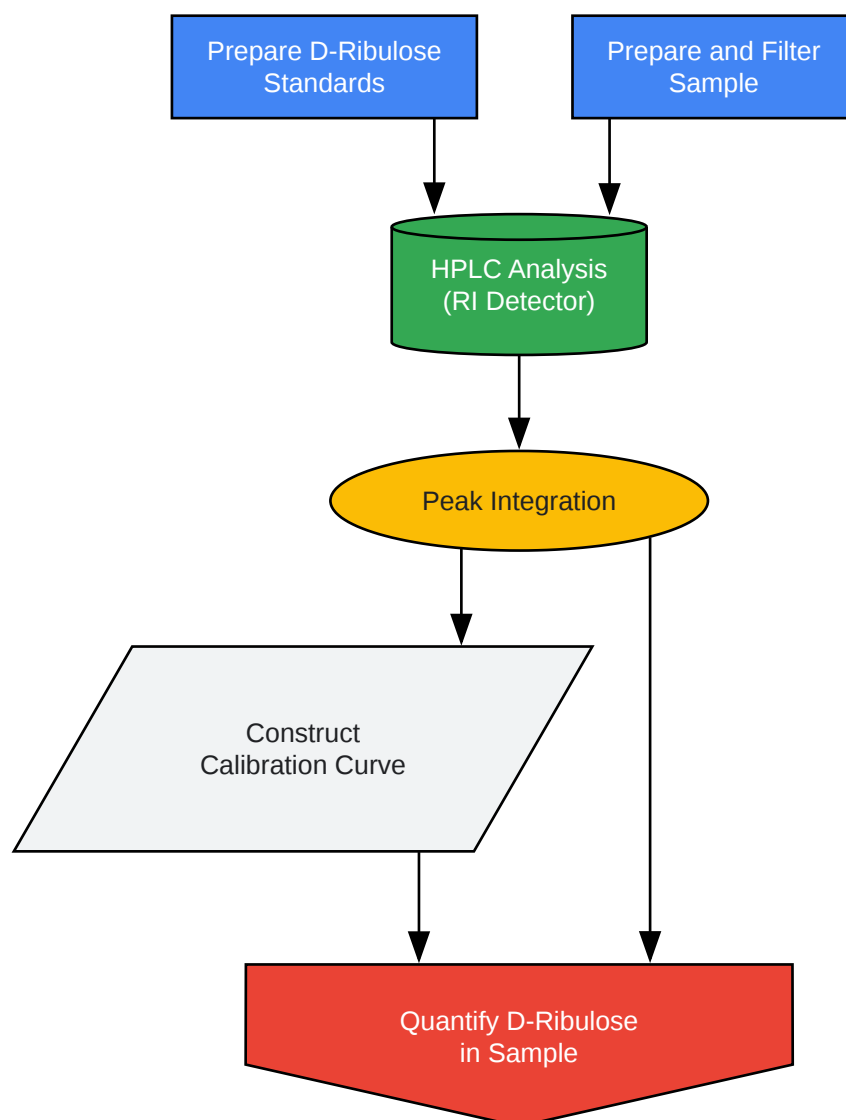 Prepare D-Ribulose
Standards
Prepare and Filter
Sample
HPLC Analysis
(RI Detector)
Peak Integration
Construct
Calibration Curve
Quantify D-Ribulose
in Sample